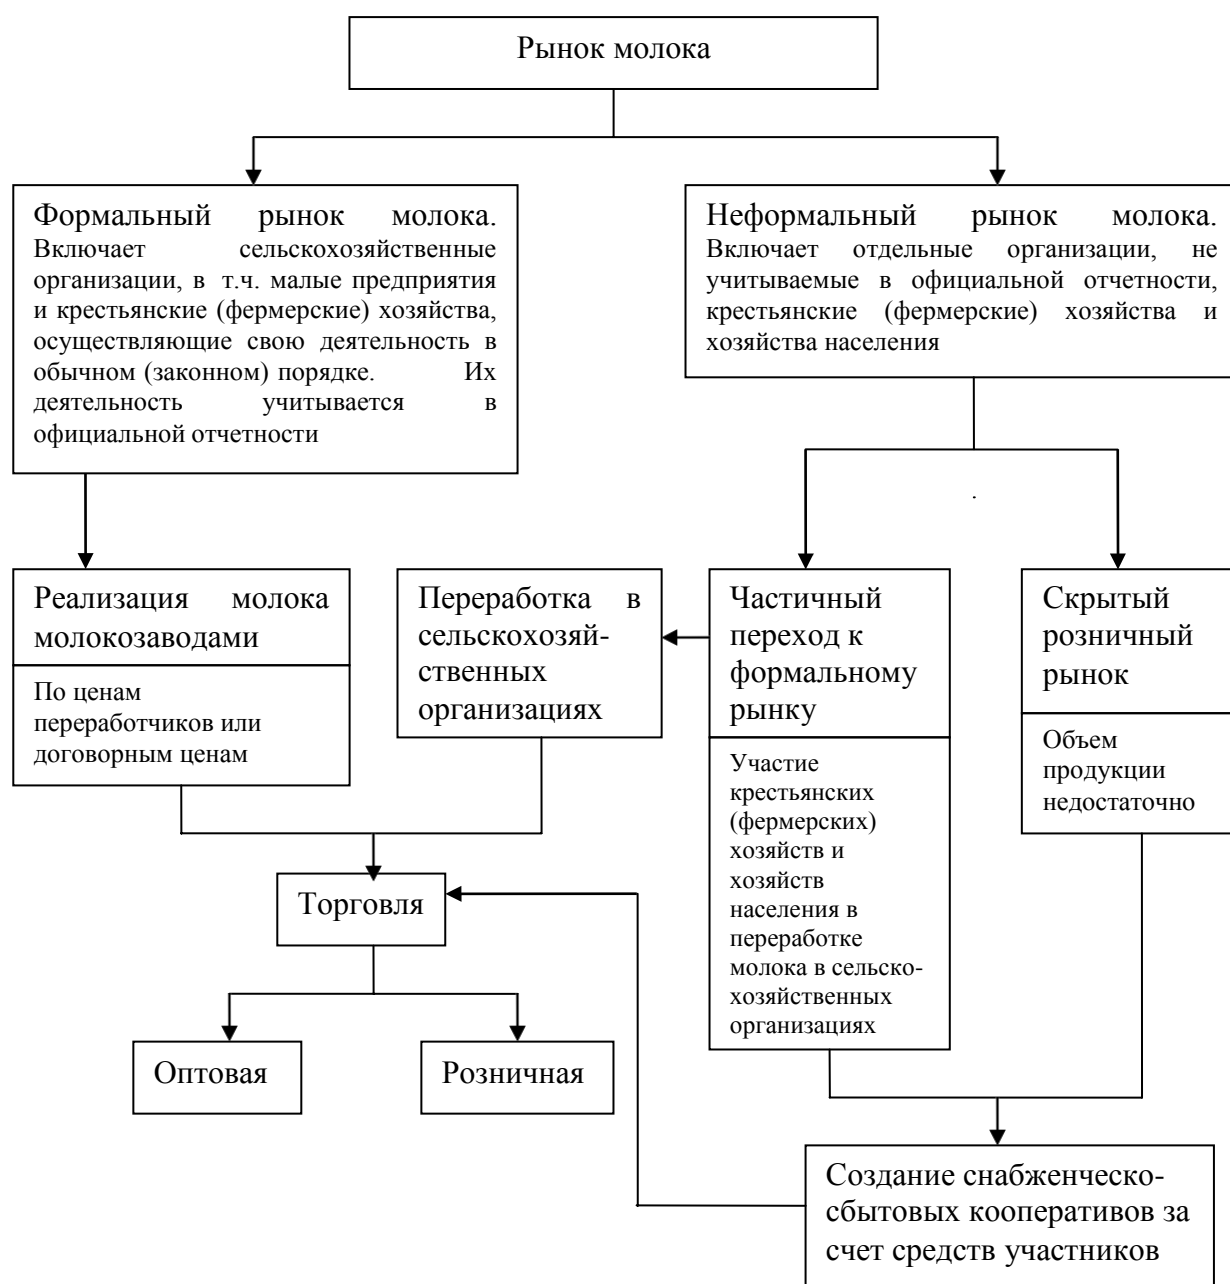 Рынок молока
Формальный рынок молока.
Включает сельскохозяйственные
организации, в т.ч. малые предприятия
и крестьянские (фермерские) хозяйства,
осуществляющие свою деятельность в
обычном (законном) порядке. Их
деятельность учитывается в
официальной отчетности
Неформальный рынок молока.
Включает отдельные организации, не
учитываемые в официальной отчетности,
крестьянские (фермерские) хозяйства и
хозяйства населения
Реализация молока
молокозаводами
По ценам
переработчиков или
договорным ценам
Переработка в
сельскохозяй-
ственных
организациях
Частичный
переход к
формальному
рынку
Участие
крестьянских
(фермерских)
хозяйств и
хозяйств
населения в
переработке
молока в сельско-
хозяйственных
организациях
Скрытый
розничный
рынок
Объем
продукции
недостаточно
Торговля
Оптовая
Розничная
Создание снабженческо-
сбытовых кооперативов за
счет средств участников